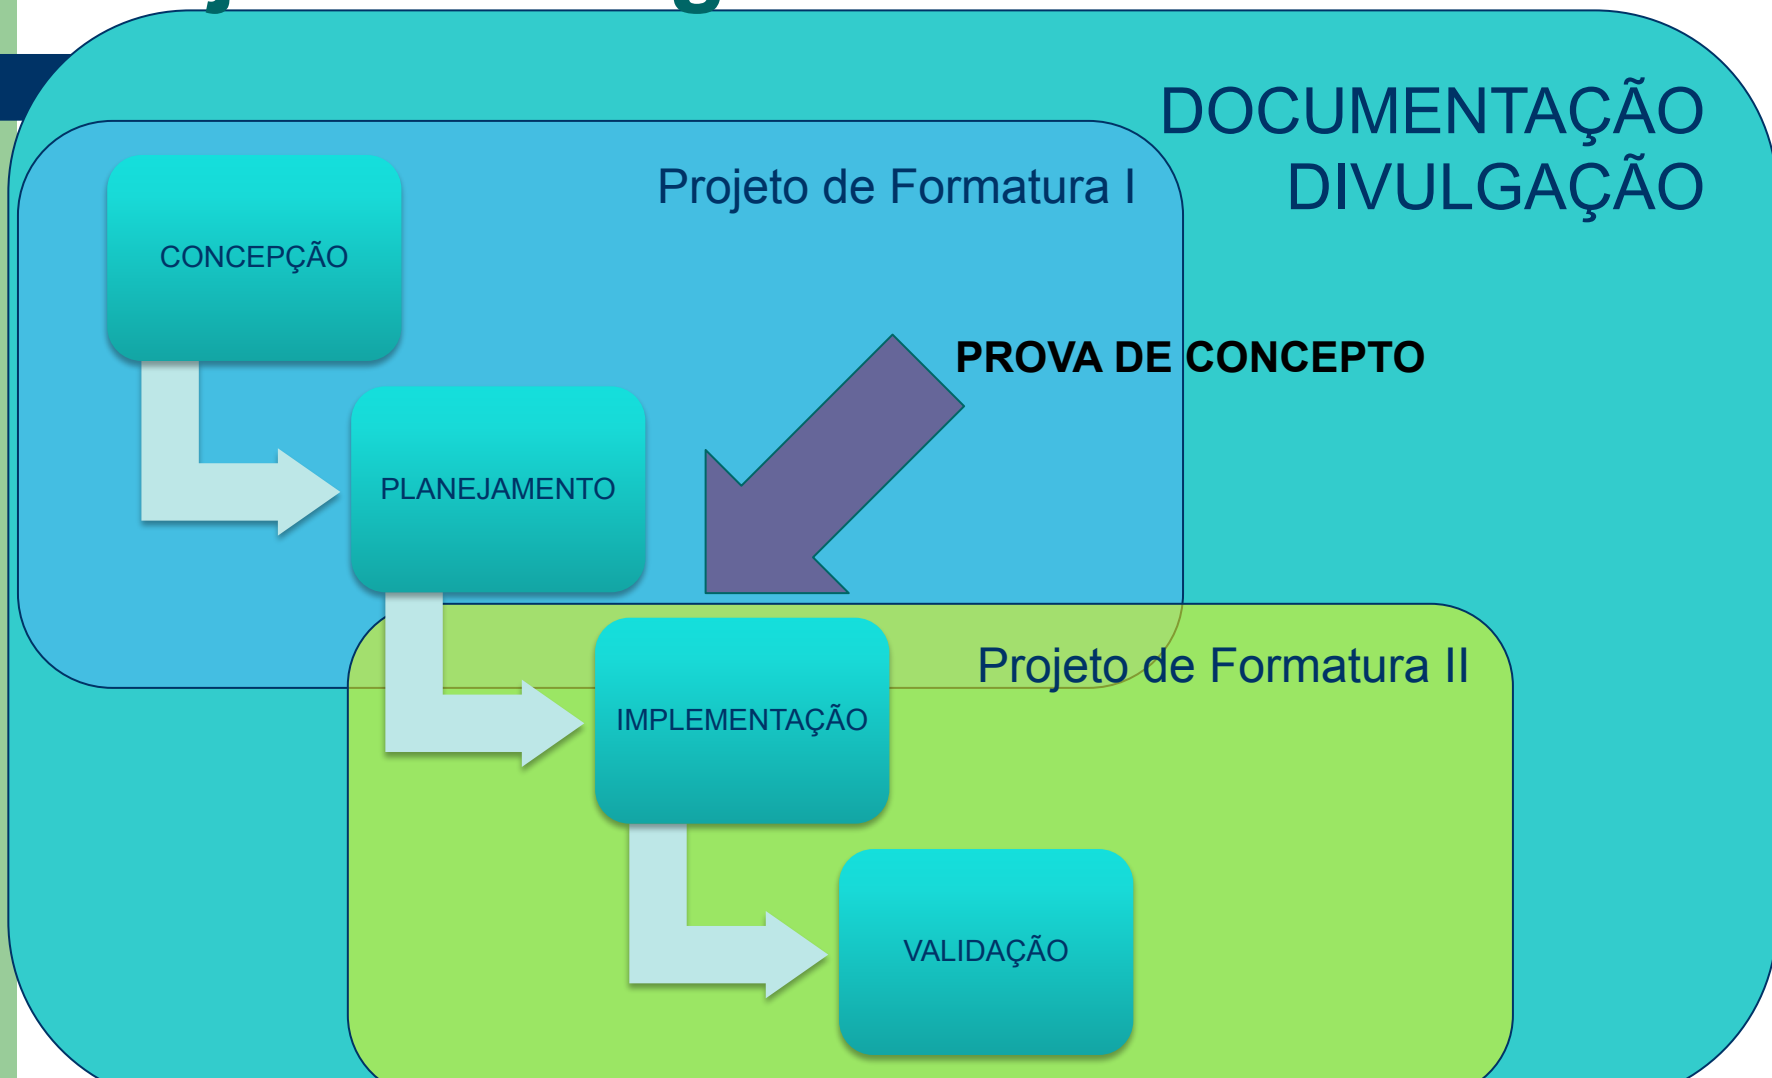 DOCUMENTAÇÃO
DIVULGAÇÃO
Projeto de Formatura I
CONCEPÇÃO
PROVA DE CONCEPTO
PLANEJAMENTO
Projeto de Formatura II
IMPLEMENTAÇÃO
VALIDAÇÃO